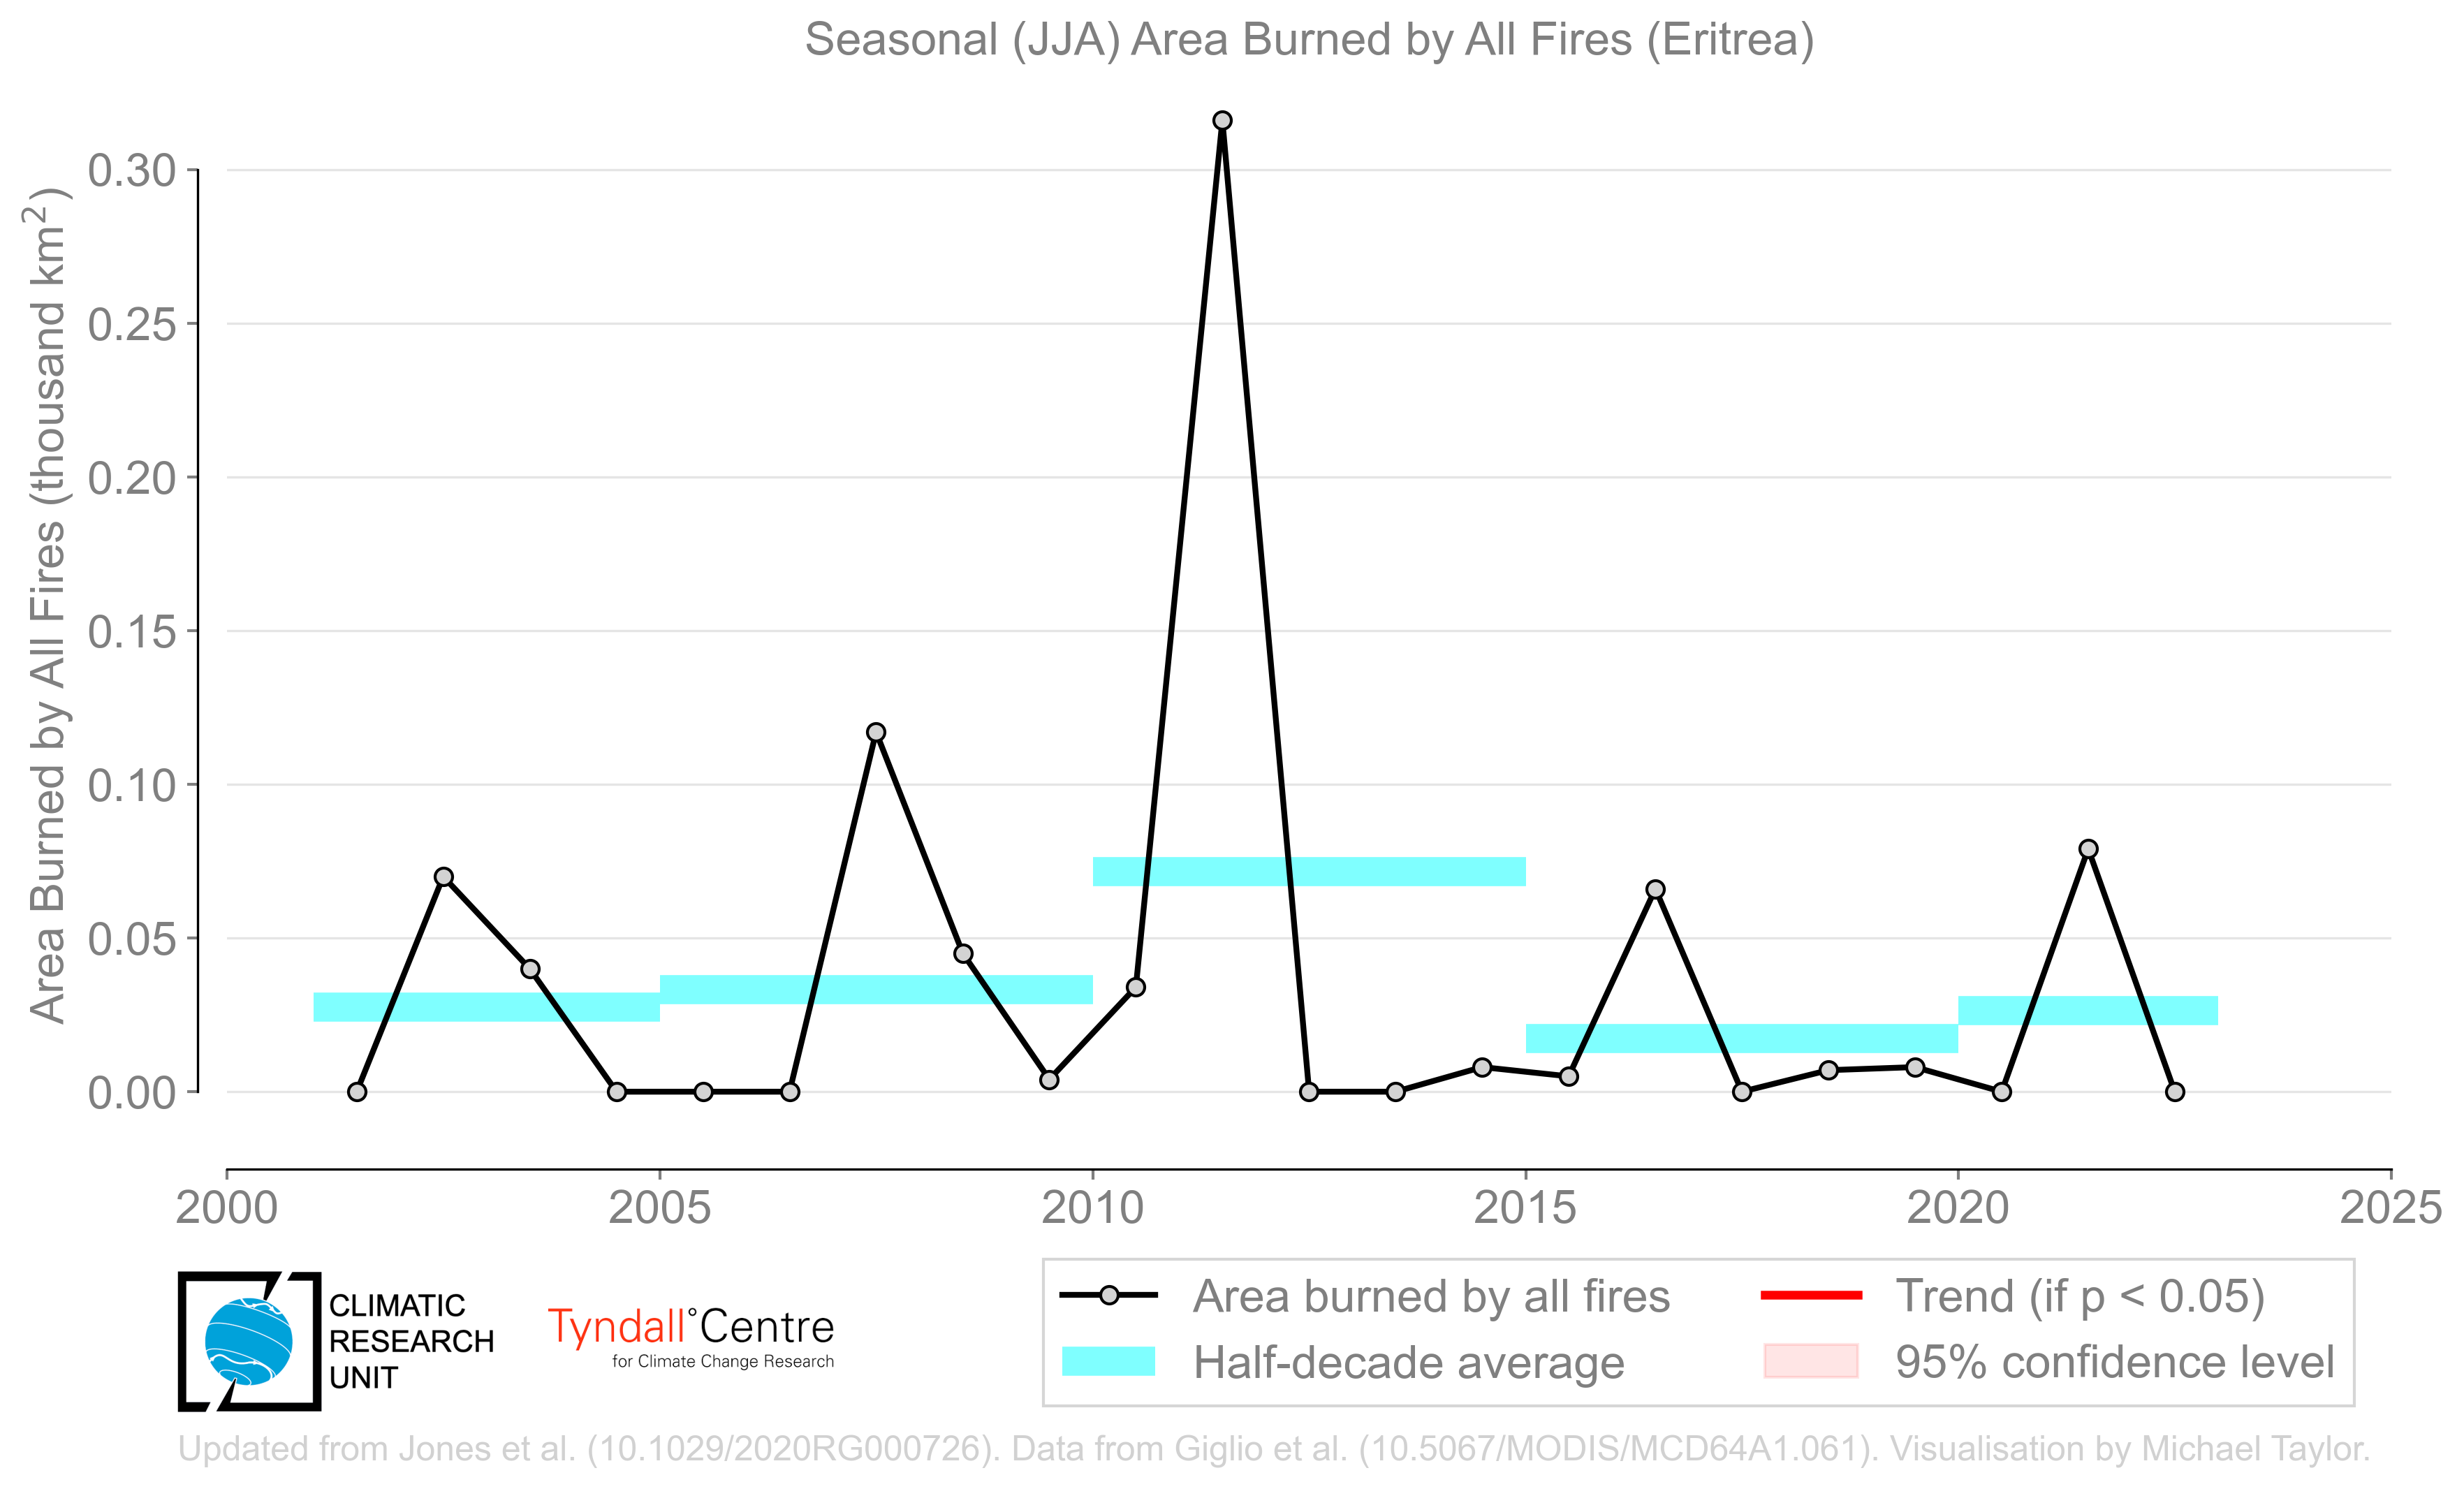 Seasonal (JJA) Area Burned by All Fires (Eritrea)
Area Burned by All Fires (thousand km²)
0.30
0.25
0.20
0.15
0.10
0.05
0.00
2000 2005 2010 2015 2020 2025
CLIMATIC
RESEARCH
UNIT
Tyndall°Centre
for Climate Change Research
Area burned by all fires
Half-decade average
Trend (if p < 0.05)
95% confidence level
Updated from Jones et al. (10.1029/2020RG000726). Data from Giglio et al. (10.5067/MODIS/MCD64A1.061). Visualisation by Michael Taylor.